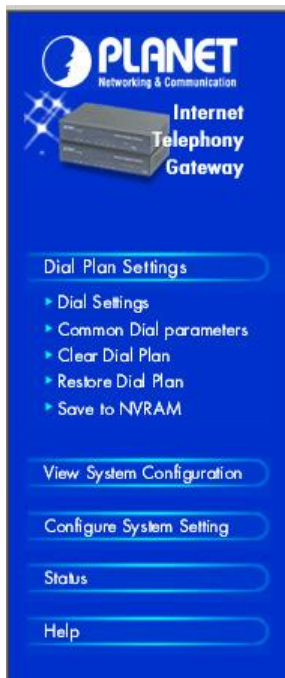 PLANET
Networking & Communication
Internet
Telephony
Gateway
Dial Plan Settings
Dial Settings
Common Dial parameters
Clear Dial Plan
Restore Dial Plan
Save to NVRAM
View System Configuration
Configure System Setting
Status
Help